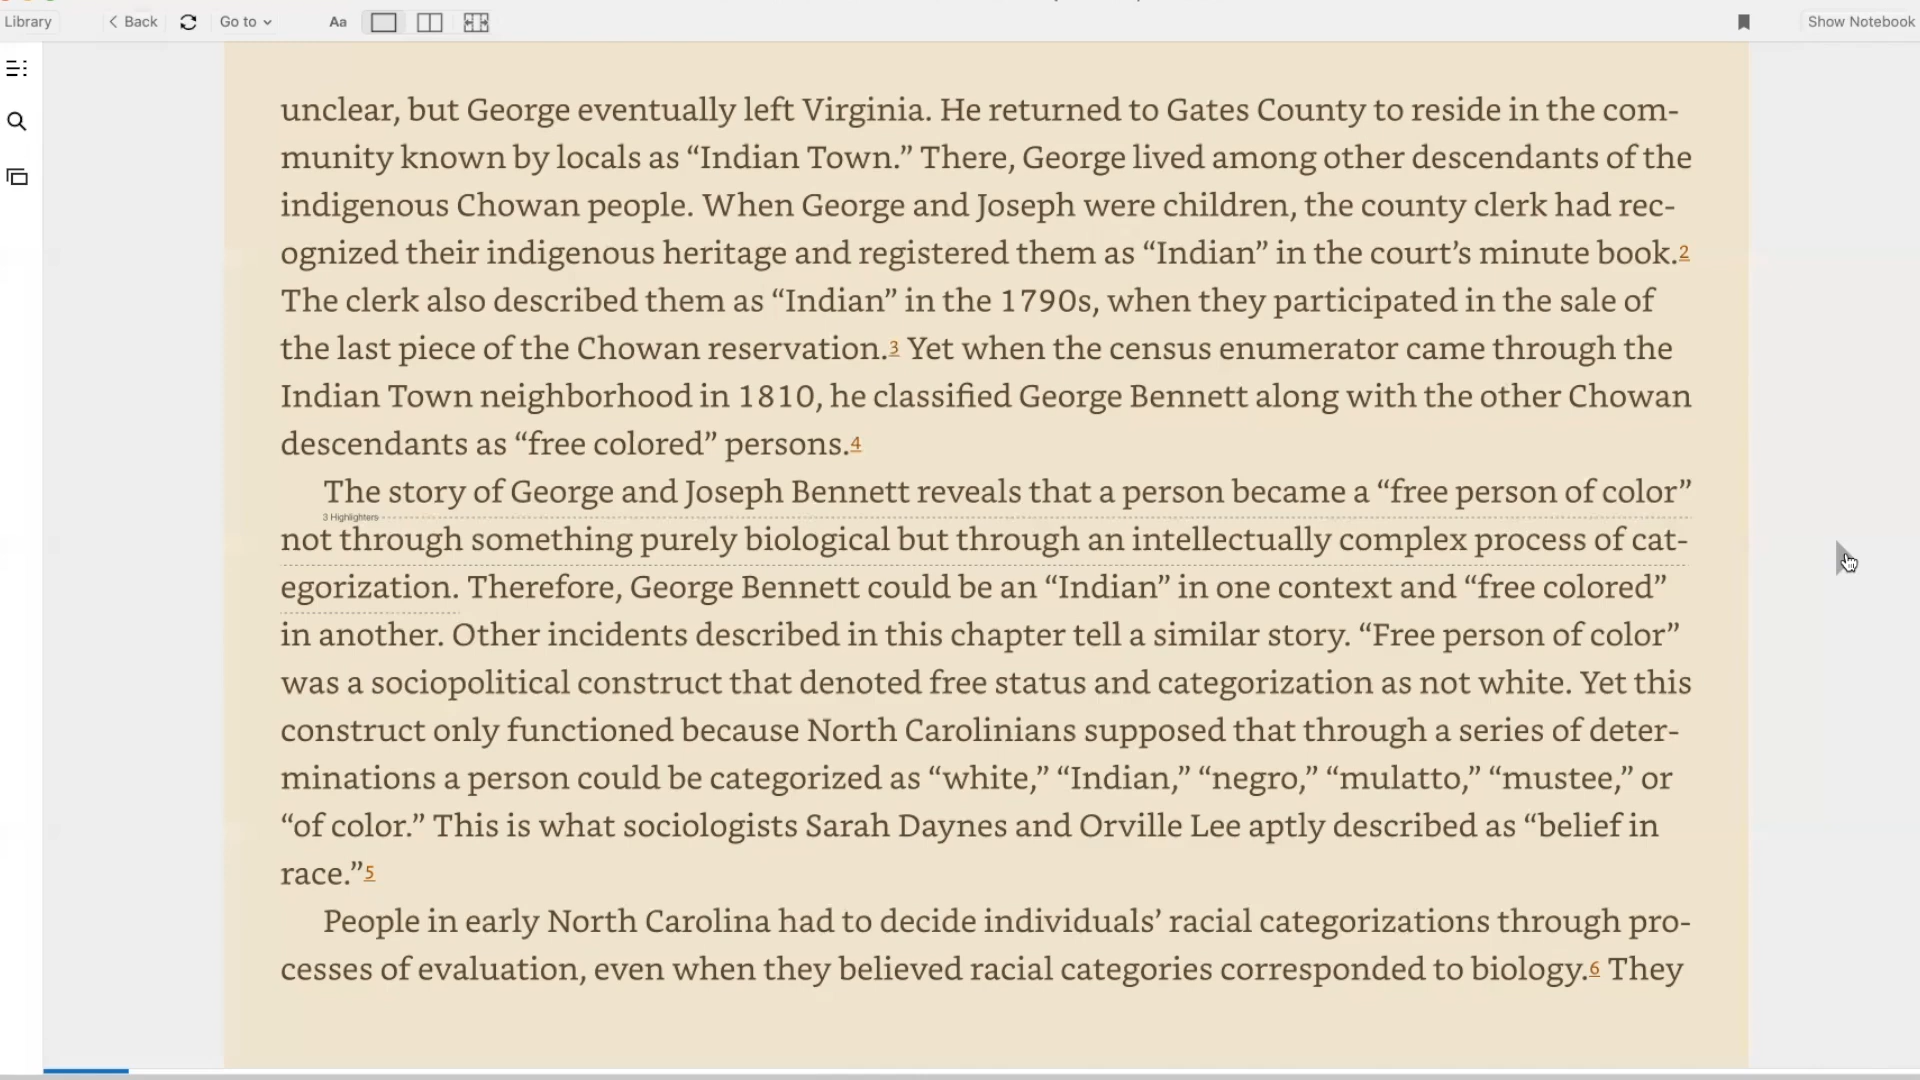 Library
Back
Go to
Aa
Show Notebook
unclear, but George eventually left Virginia. He returned to Gates County to reside in the com-
munity known by locals as “Indian Town.” There, George lived among other descendants of the
indigenous Chowan people. When George and Joseph were children, the county clerk had rec-
ognized their indigenous heritage and registered them as “Indian” in the court’s minute book.2
The clerk also described them as “Indian” in the 1790s, when they participated in the sale of
the last piece of the Chowan reservation.3 Yet when the census enumerator came through the
Indian Town neighborhood in 1810, he classified George Bennett along with the other Chowan
descendants as “free colored” persons.4
The story of George and Joseph Bennett reveals that a person became a “free person of color”
3 Highlighters
not through something purely biological but through an intellectually complex process of cat-
egorization. Therefore, George Bennett could be an “Indian” in one context and “free colored”
in another. Other incidents described in this chapter tell a similar story. “Free person of color”
was a sociopolitical construct that denoted free status and categorization as not white. Yet this
construct only functioned because North Carolinians supposed that through a series of deter-
minations a person could be categorized as “white,” “Indian,” “negro,” “mulatto,” “mustee,” or
“of color.” This is what sociologists Sarah Daynes and Orville Lee aptly described as “belief in
race.”5
People in early North Carolina had to decide individuals’ racial categorizations through pro-
cesses of evaluation, even when they believed racial categories corresponded to biology.6 They